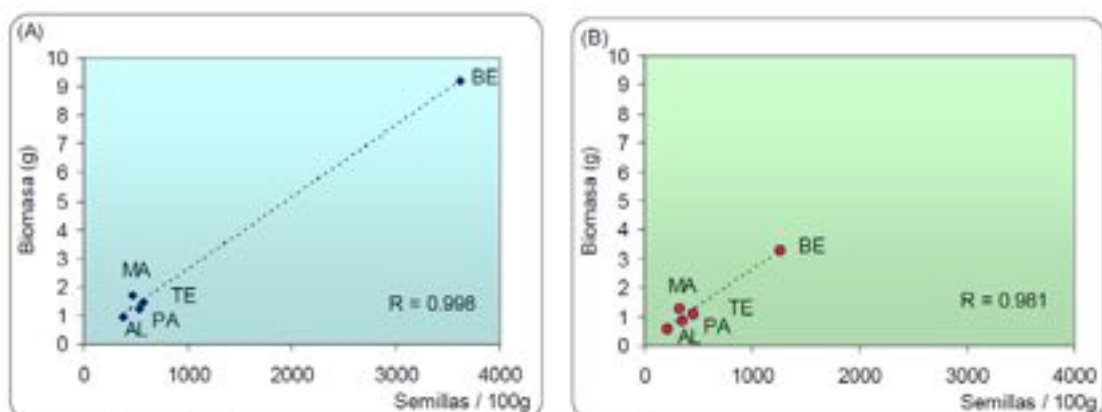 (A)
10
9
8
7
6
5
4
3
2
1
0
Biomasa (g)
BE
MA
TE
PA
AL
R = 0.998
0 1000 2000 3000 4000
Semillas / 100g
(B)
10
9
8
7
6
5
4
3
2
1
0
Biomasa (g)
BE
MA
TE
PA
AL
R = 0.981
0 1000 2000 3000 4000
Semillas / 100g